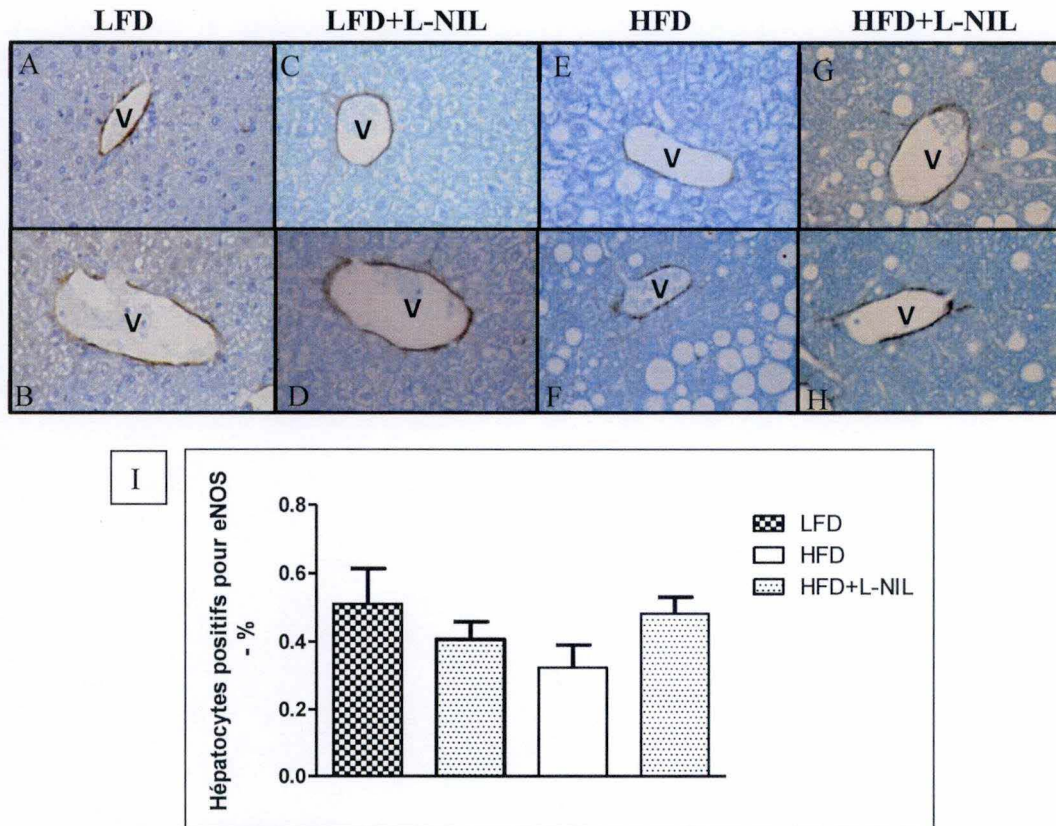 LFD LFD+L-NIL HFD HFD+L-NIL
A C E G
V V V V
V V V V
B D F H
I
Hépatocytes positifs pour eNOS
- %
0.8
0.6
0.4
0.2
0.0
LFD
HFD
HFD+L-NIL